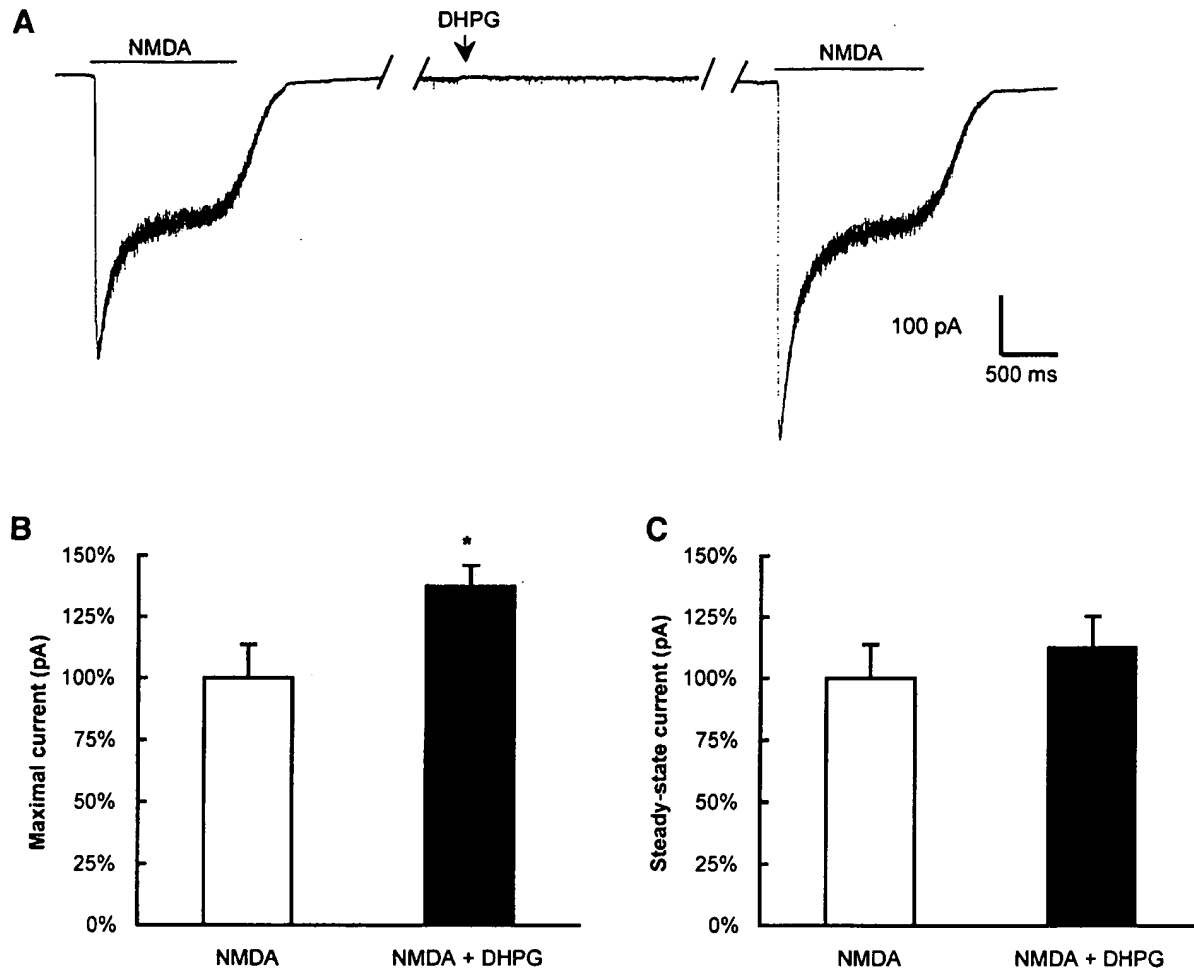 A
DHPG
NMDA
NMDA
100 pA
500 ms
B
150%
125%
100%
75%
50%
25%
0%
Maximal current (pA)
*
NMDA
NMDA + DHPG
C
150%
125%
100%
75%
50%
25%
0%
Steady-state current (pA)
NMDA
NMDA + DHPG